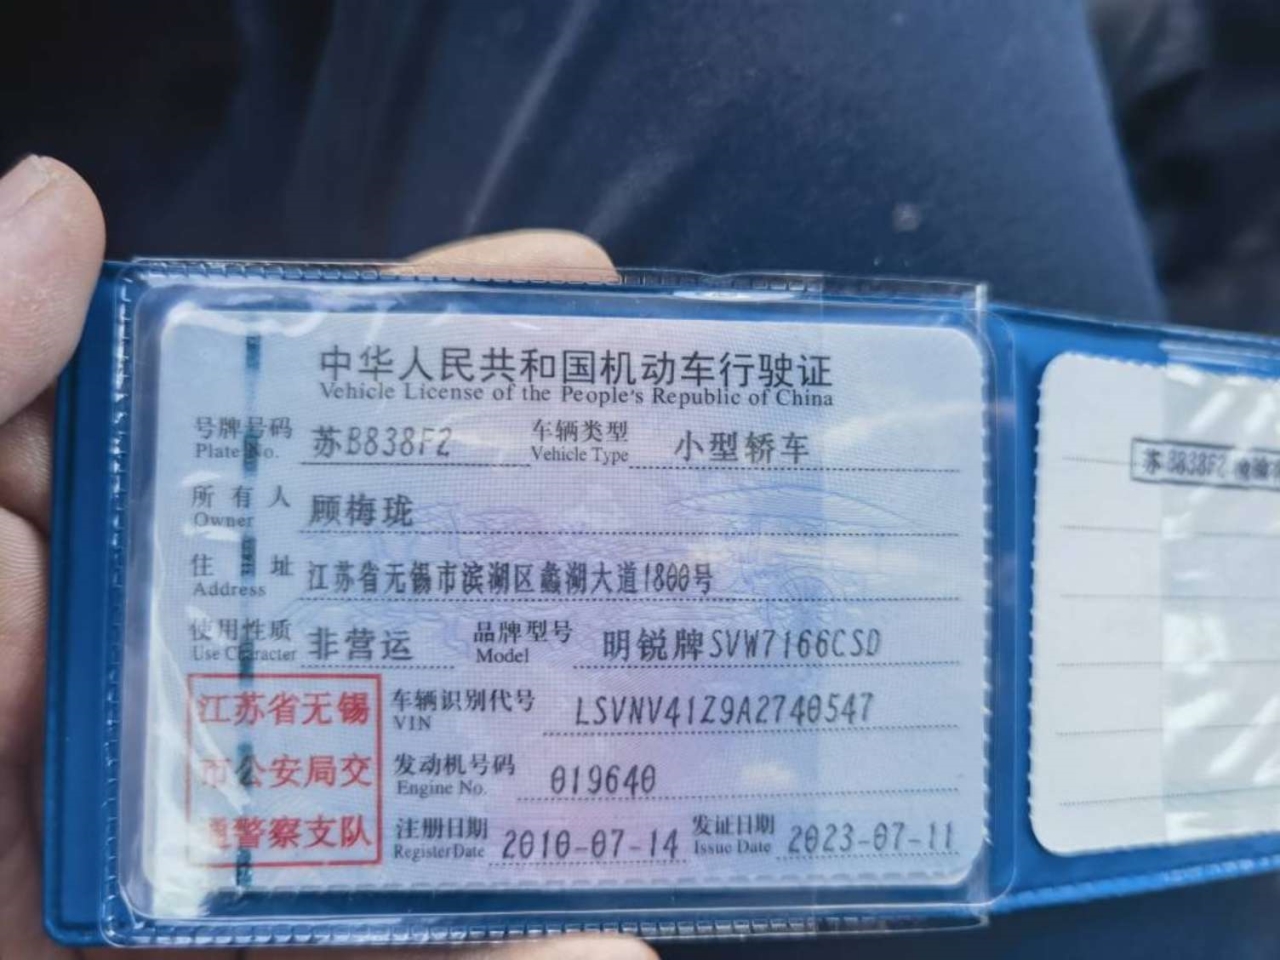 中华人民共和国机动车行驶证
Vehicle License of the People's Republic of China
号牌号码 苏B838F2 车辆类型 小型轿车
Plate No. Vehicle Type
所有人 顾梅珑
Owner
住址 江苏省无锡市滨湖区蠡湖大道1800号
Address
使用性质 非营运 品牌型号 明锐牌SVW7166CSD
Use Character Model
江苏省无锡
市公安局交
通警察支队
车辆识别代号 LSVNV41Z9A2740547
VIN
发动机号码 019640
Engine No.
注册日期 2010-07-14 发证日期 2023-07-11
Register Date Issue Date
苏B838F2